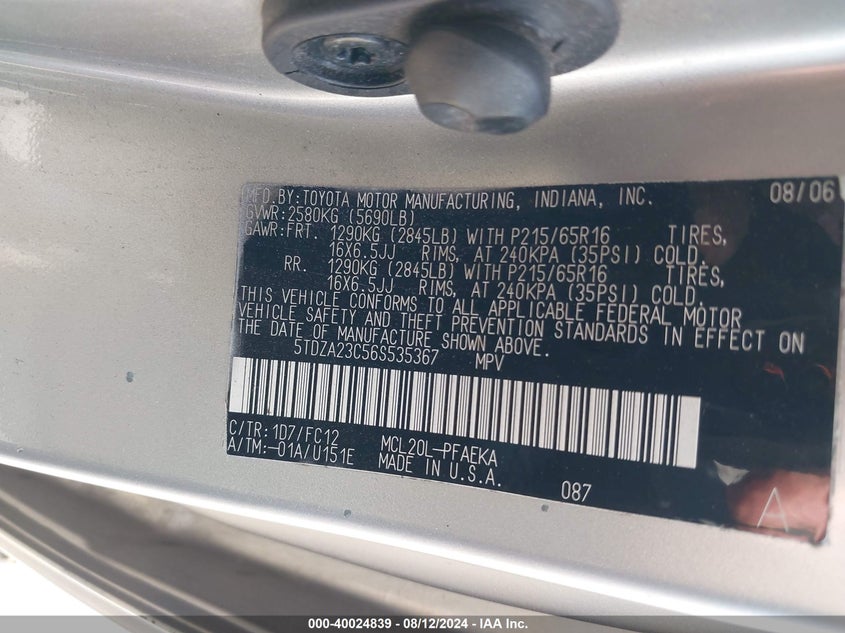 MFD.BY:TOYOTA MOTOR MANUFACTURING, INDIANA, INC. 08/06
GVWR:2580KG (5690LB)
GAWR:FRT. 1290KG (2845LB) WITH P215/65R16 TIRES,
16X6.5JJ RIMS, AT 240KPA (35PSI) COLD.
RR. 1290KG (2845LB) WITH P215/65R16 TIRES,
16X6.5JJ RIMS, AT 240KPA (35PSI) COLD.
THIS VEHICLE CONFORMS TO ALL APPLICABLE FEDERAL MOTOR
VEHICLE SAFETY AND THEFT PREVENTION STANDARDS IN EFFECT ON
THE DATE OF MANUFACTURE SHOWN ABOVE.
5TDZA23C56S535367 MPV
C/TR:1D7/FC12 MCL20L-PFAEKA
A/TM:-01A/U151E MADE IN U.S.A.
087
A
000-40024839 - 08/12/2024 - IAA Inc.